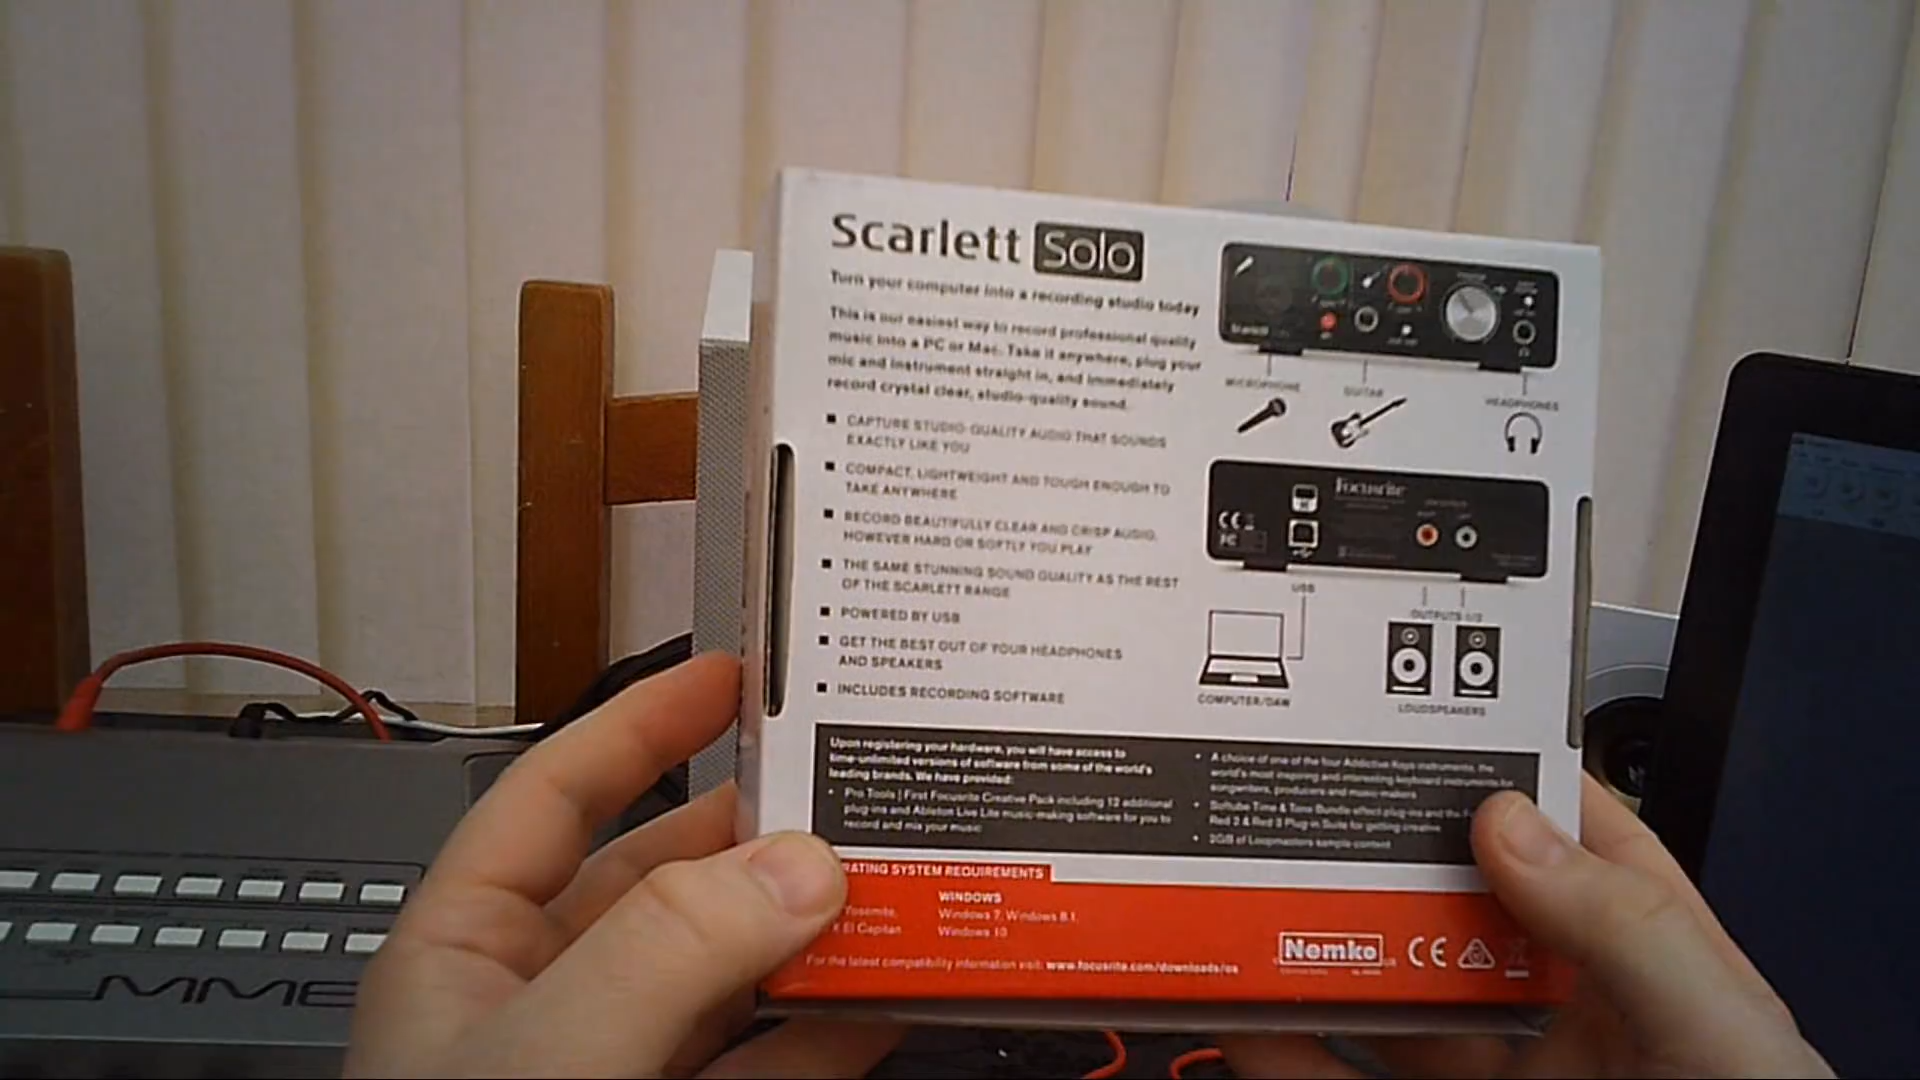 Scarlett Solo
Turn your computer into a recording studio today
This is our easiest way to record professional quality
music into a PC or Mac. Take it anywhere, plug your
mic and instrument straight in, and immediately
record crystal clear, studio-quality sound.
CAPTURE STUDIO-QUALITY AUDIO THAT SOUNDS
EXACTLY LIKE YOU
COMPACT, LIGHTWEIGHT AND TOUGH ENOUGH TO
TAKE ANYWHERE
RECORD BEAUTIFULLY CLEAR AND CRISP AUDIO,
HOWEVER HARD OR SOFTLY YOU PLAY
THE SAME STUNNING SOUND QUALITY AS THE REST
OF THE SCARLETT RANGE
POWERED BY USB
GET THE BEST OUT OF YOUR HEADPHONES
AND SPEAKERS
INCLUDES RECORDING SOFTWARE
Scarlett
MICROPHONE
GUITAR
HEADPHONES
Focusrite
CE
FC
USB
OUTPUTS 1/2
COMPUTER/DAW
LOUDSPEAKERS
Upon registering your hardware, you will have access to
time-unlimited versions of software from some of the world's
leading brands. We have provided:
• Pro Tools | First Focusrite Creative Pack including 12 additional
plug-ins and Ableton Live Lite music-making software for you to
record and mix your music
• A choice of one of the four Addictive Keys instruments, the
world's most inspiring and interesting keyboard instruments for
songwriters, producers and music-makers
• Softube Time & Tone Bundle effect plug-ins and the
Red 2 & Red 3 Plug-in Suite for getting creative
• 2GB of Loopmasters sample content
RATING SYSTEM REQUIREMENTS
WINDOWS
Yosemite,
Windows 7, Windows 8.1,
X El Capitan
Windows 10
For the latest compatibility information visit: www.focusrite.com/downloads/os
Nemko
CE
MM6